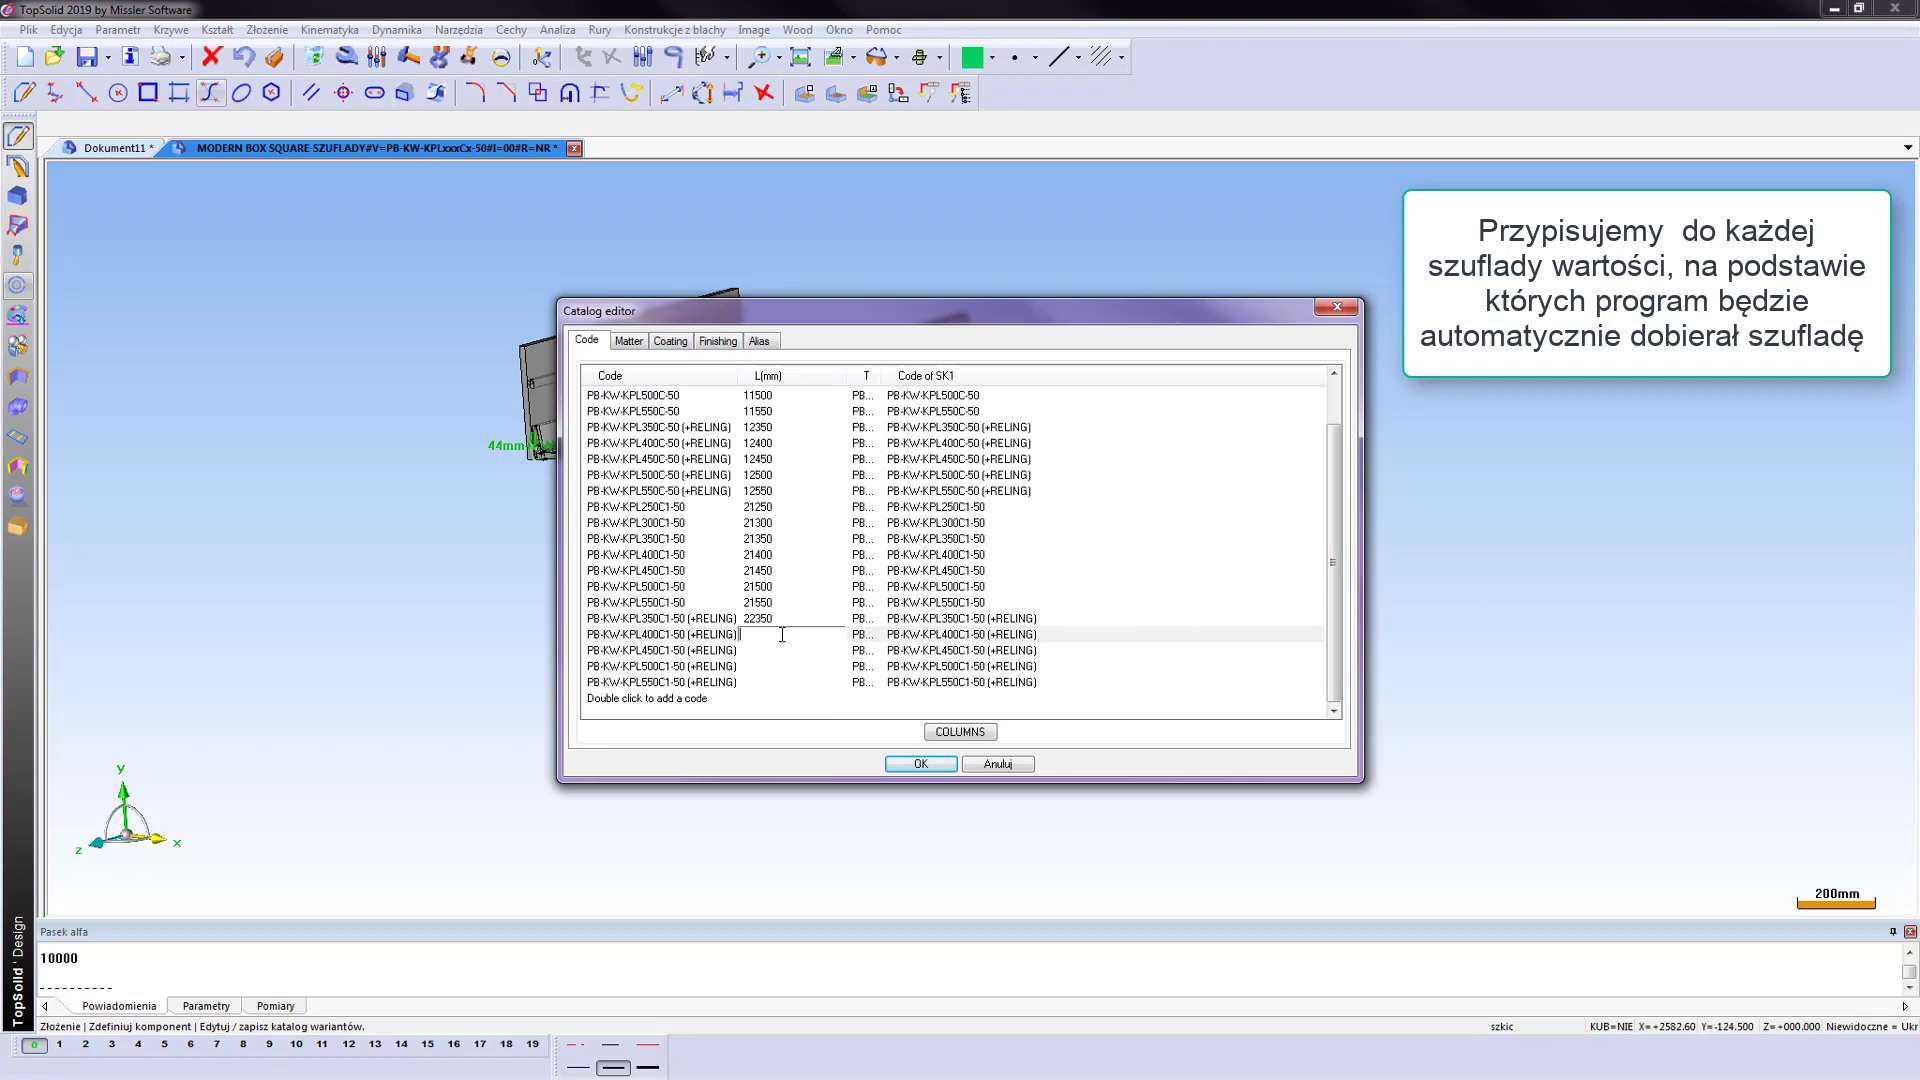 TopSolid 2019 by Missler Software
Plik Edycja Parametr Krzywe Kształt Złożenie Kinematyka Dynamika Narzędzia Cechy Analiza Rury Konstrukcje z blachy Image Wood Okno Pomoc
Dokument11 * MODERN BOX SQUARE-SZUFLADY#V=PB-KW-KPLxxxCx-50#I=00#R=NR *
Przypisujemy do każdej
szuflady wartości, na podstawie
których program będzie
automatycznie dobierał szufladę
44mm
Catalog editor
Code Matter Coating Finishing Alias
Code L(mm) T Code of SK1
PB-KW-KPL500C-50 11500 PB... PB-KW-KPL500C-50
PB-KW-KPL550C-50 11550 PB... PB-KW-KPL550C-50
PB-KW-KPL350C-50 (+RELING) 12350 PB... PB-KW-KPL350C-50 (+RELING)
PB-KW-KPL400C-50 (+RELING) 12400 PB... PB-KW-KPL400C-50 (+RELING)
PB-KW-KPL450C-50 (+RELING) 12450 PB... PB-KW-KPL450C-50 (+RELING)
PB-KW-KPL500C-50 (+RELING) 12500 PB... PB-KW-KPL500C-50 (+RELING)
PB-KW-KPL550C-50 (+RELING) 12550 PB... PB-KW-KPL550C-50 (+RELING)
PB-KW-KPL250C1-50 21250 PB... PB-KW-KPL250C1-50
PB-KW-KPL300C1-50 21300 PB... PB-KW-KPL300C1-50
PB-KW-KPL350C1-50 21350 PB... PB-KW-KPL350C1-50
PB-KW-KPL400C1-50 21400 PB... PB-KW-KPL400C1-50
PB-KW-KPL450C1-50 21450 PB... PB-KW-KPL450C1-50
PB-KW-KPL500C1-50 21500 PB... PB-KW-KPL500C1-50
PB-KW-KPL550C1-50 21550 PB... PB-KW-KPL550C1-50
PB-KW-KPL350C1-50 (+RELING) 22350 PB... PB-KW-KPL350C1-50 (+RELING)
PB-KW-KPL400C1-50 (+RELING) PB... PB-KW-KPL400C1-50 (+RELING)
PB-KW-KPL450C1-50 (+RELING) PB... PB-KW-KPL450C1-50 (+RELING)
PB-KW-KPL500C1-50 (+RELING) PB... PB-KW-KPL500C1-50 (+RELING)
PB-KW-KPL550C1-50 (+RELING) PB... PB-KW-KPL550C1-50 (+RELING)
Double click to add a code
COLUMNS
OK Anuluj
y
x
z
200mm
TopSolid ' Design
Pasek alfa
10000
----------
Powiadomienia Parametry Pomiary
Złożenie | Zdefiniuj komponent | Edytuj / zapisz katalog wariantów. szkic KUB=NIE X= +2582.60 Y=-124.500 Z= +000.000 Niewidoczne = Ukr
0 1 2 3 4 5 6 7 8 9 10 11 12 13 14 15 16 17 18 19